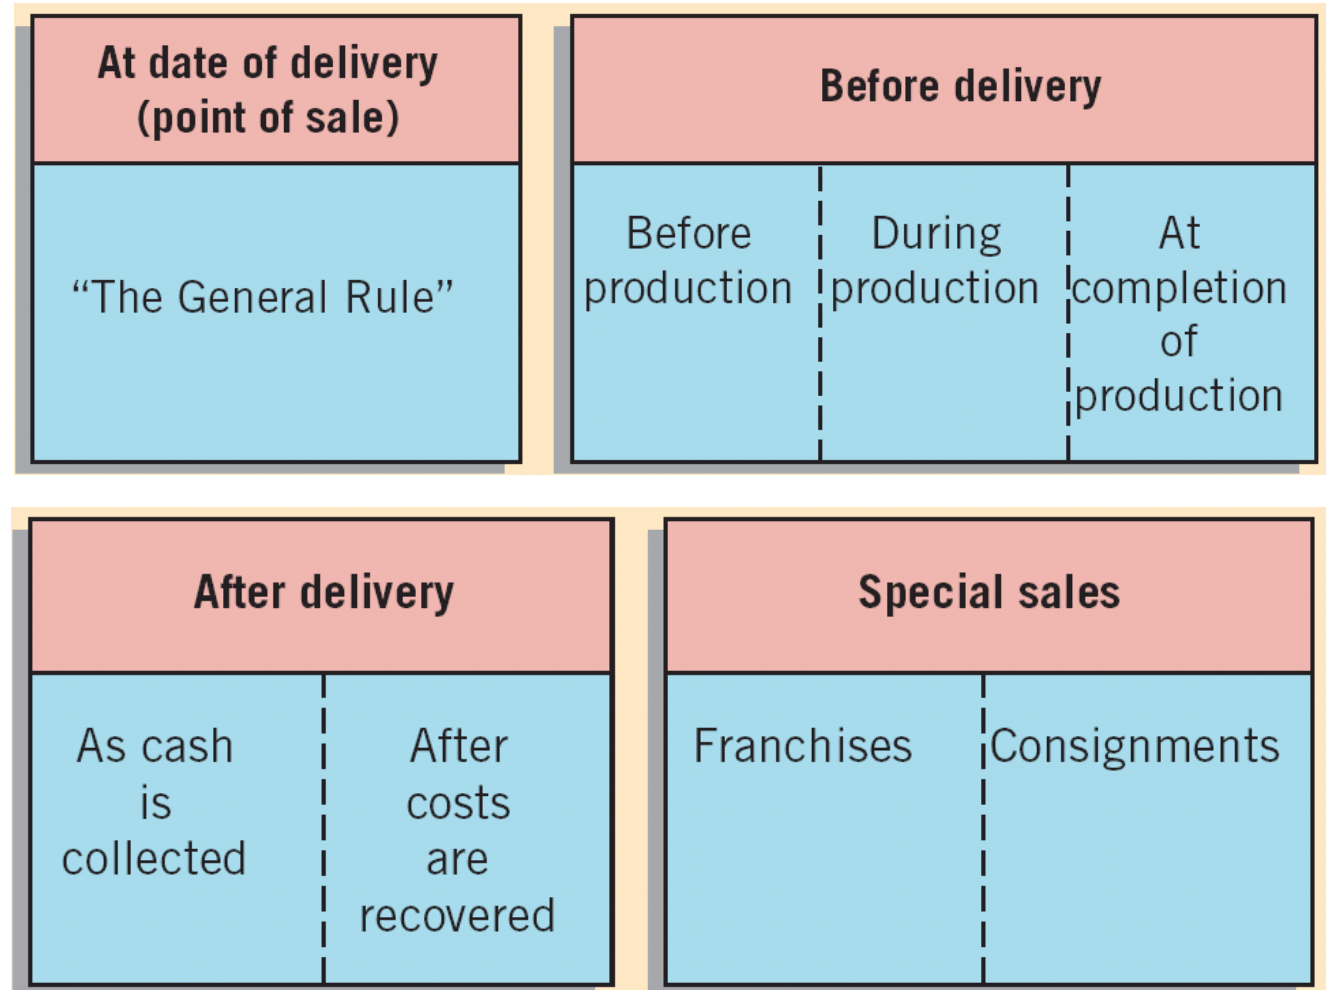 At date of delivery
(point of sale)
“The General Rule”
Before delivery
Before
production
During
production
At
completion
of
production
After delivery
As cash
is
collected
After
costs
are
recovered
Special sales
Franchises
Consignments